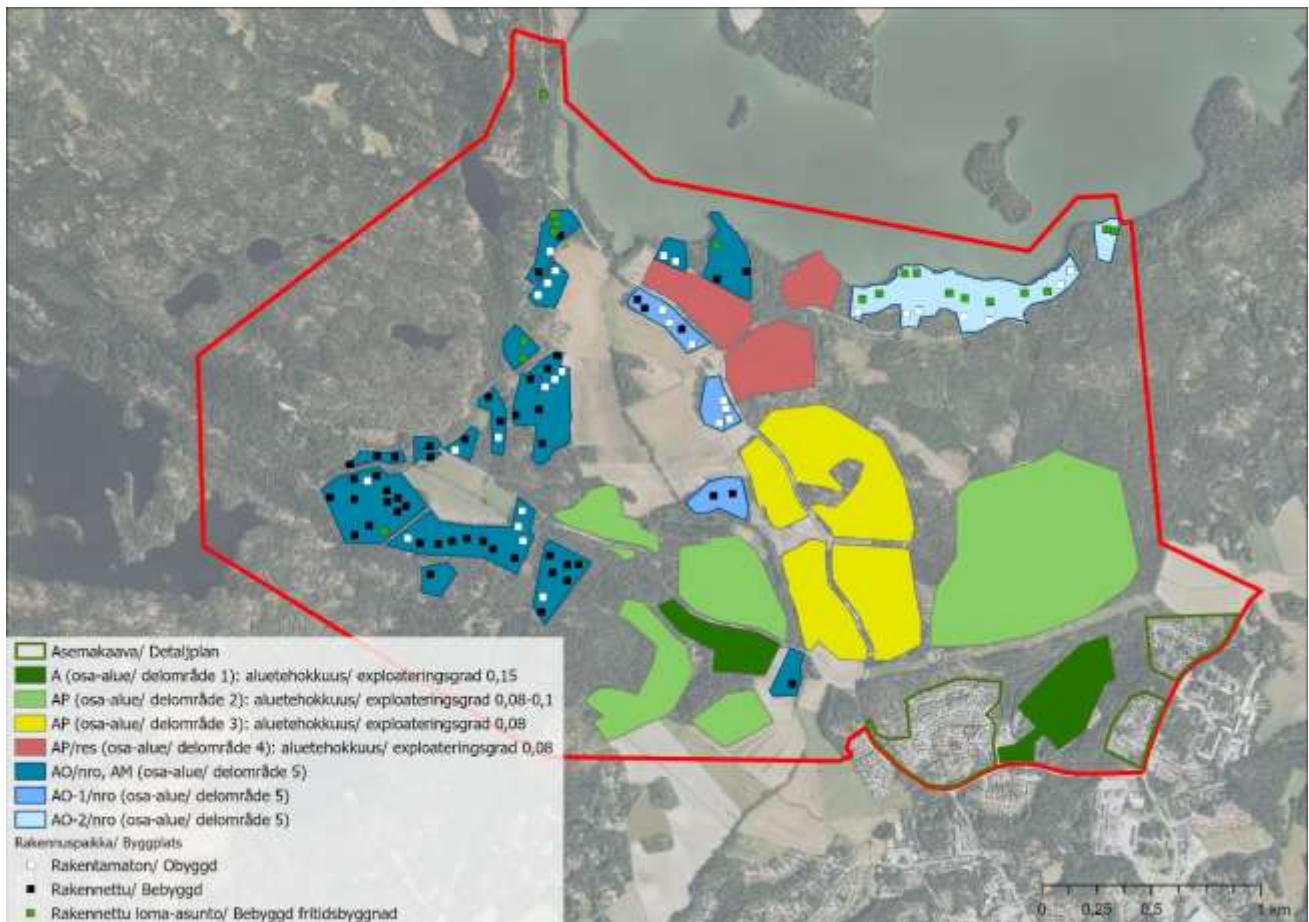 Asemakaava/ Detaljplan
A (osa-alue/ delområde 1): aluetehokkuus/ exploateringsgrad 0,15
AP (osa-alue/ delområde 2): aluetehokkuus/ exploateringsgrad 0,08-0,1
AP (osa-alue/ delområde 3): aluetehokkuus/ exploateringsgrad 0,08
AP/res (osa-alue/ delområde 4): aluetehokkuus/ exploateringsgrad 0,08
AO/nro, AM (osa-alue/ delområde 5)
AO-1/nro (osa-alue/ delområde 5)
AO-2/nro (osa-alue/ delområde 5)
Rakennuspaikka/ Byggplats
Rakentamaton/ Obyggd
Rakennettu/ Bebyggd
Rakennettu loma-asunto/ Bebyggd fritidsbyggnad
0 0,25 0,5 1 km